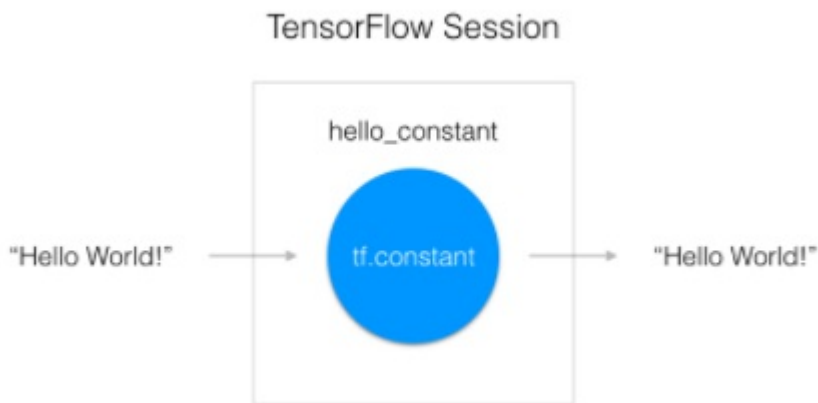 TensorFlow Session
hello_constant
“Hello World!”
tf.constant
“Hello World!”